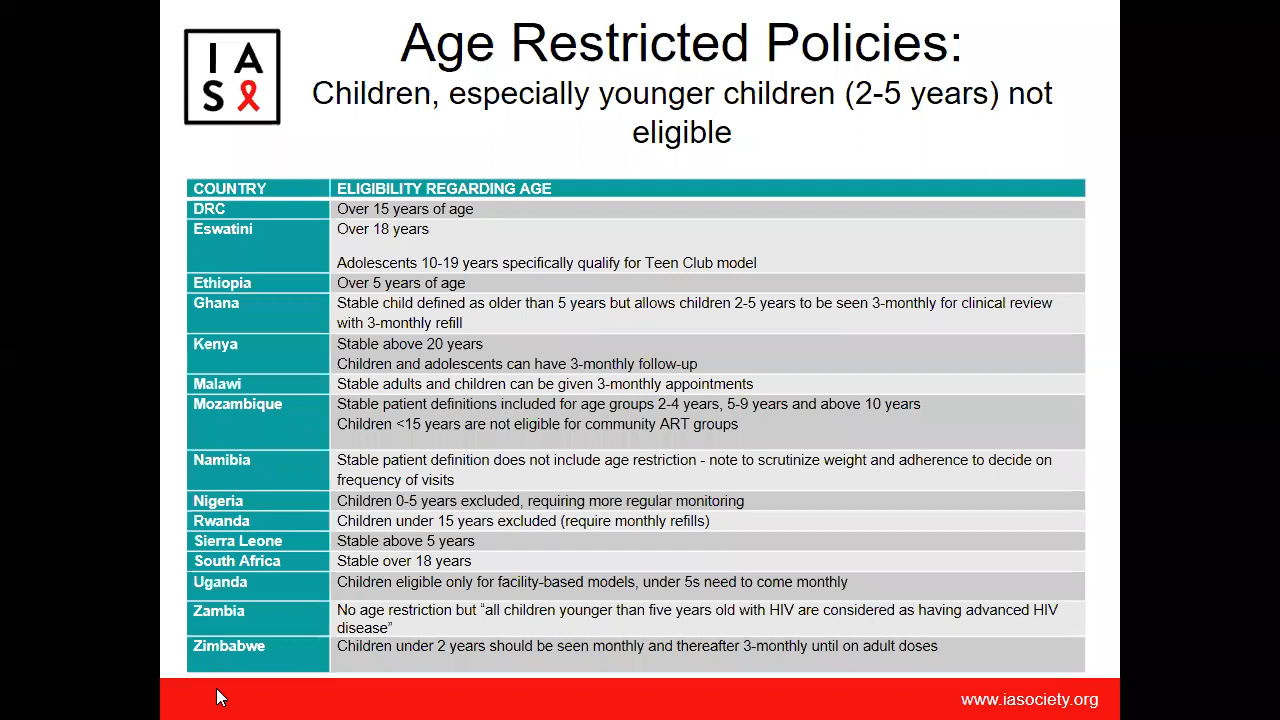 I A
S
Age Restricted Policies:
Children, especially younger children (2-5 years) not
eligible
COUNTRY ELIGIBILITY REGARDING AGE
DRC Over 15 years of age
Eswatini Over 18 years
Adolescents 10-19 years specifically qualify for Teen Club model
Ethiopia Over 5 years of age
Ghana Stable child defined as older than 5 years but allows children 2-5 years to be seen 3-monthly for clinical review
with 3-monthly refill
Kenya Stable above 20 years
Children and adolescents can have 3-monthly follow-up
Malawi Stable adults and children can be given 3-monthly appointments
Mozambique Stable patient definitions included for age groups 2-4 years, 5-9 years and above 10 years
Children <15 years are not eligible for community ART groups
Namibia Stable patient definition does not include age restriction - note to scrutinize weight and adherence to decide on
frequency of visits
Nigeria Children 0-5 years excluded, requiring more regular monitoring
Rwanda Children under 15 years excluded (require monthly refills)
Sierra Leone Stable above 5 years
South Africa Stable over 18 years
Uganda Children eligible only for facility-based models, under 5s need to come monthly
Zambia No age restriction but “all children younger than five years old with HIV are considered as having advanced HIV
disease”
Zimbabwe Children under 2 years should be seen monthly and thereafter 3-monthly until on adult doses
www.iasociety.org